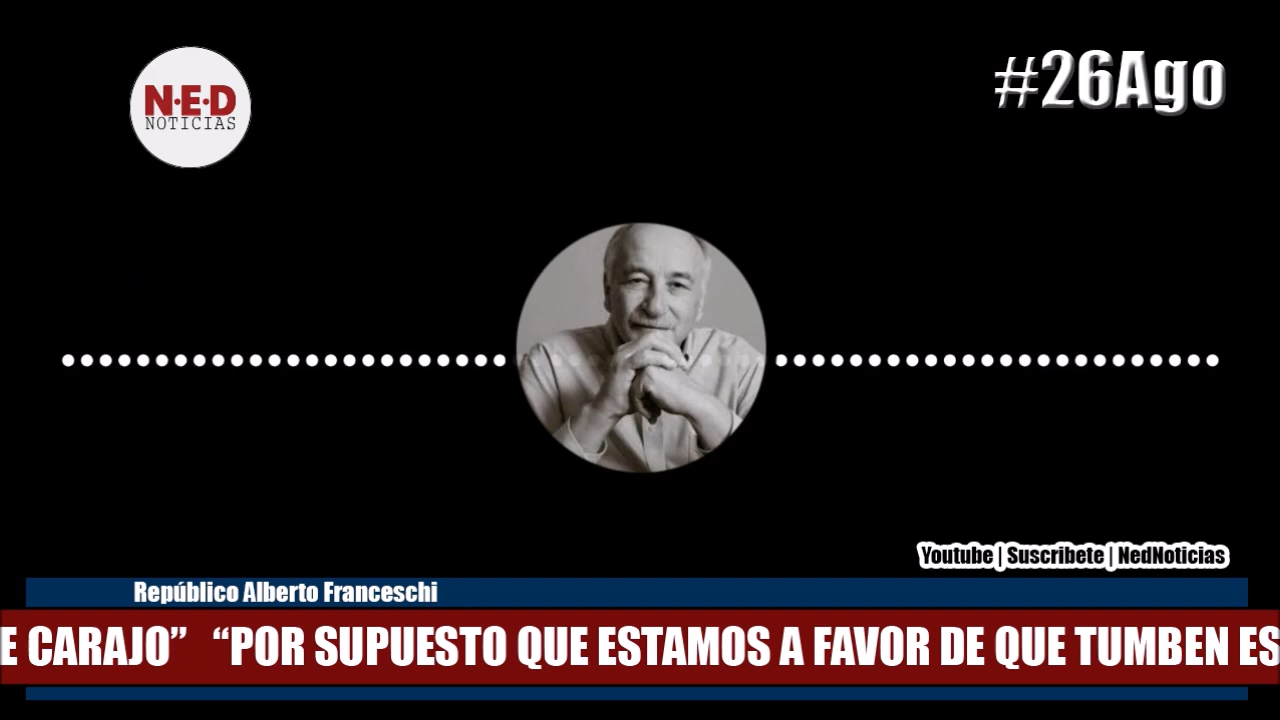 N·E·D
NOTICIAS
#26Ago
Youtube | Suscribete | NedNoticias
Repúblico Alberto Franceschi
E CARAJO” “POR SUPUESTO QUE ESTAMOS A FAVOR DE QUE TUMBEN ES